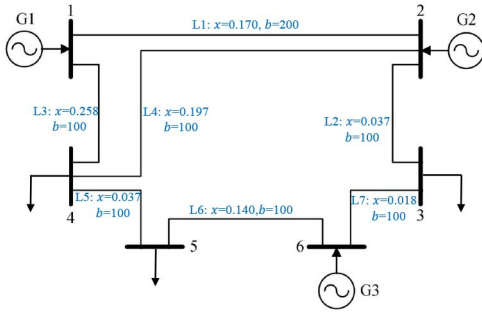 G1
1
L1: x=0.170, b=200
2
G2
L3: x=0.258
b=100
L4: x=0.197
b=100
L2: x=0.037
b=100
L5: x=0.037
b=100
4
L6: x=0.140,b=100
L7: x=0.018
b=100
3
5
6
G3